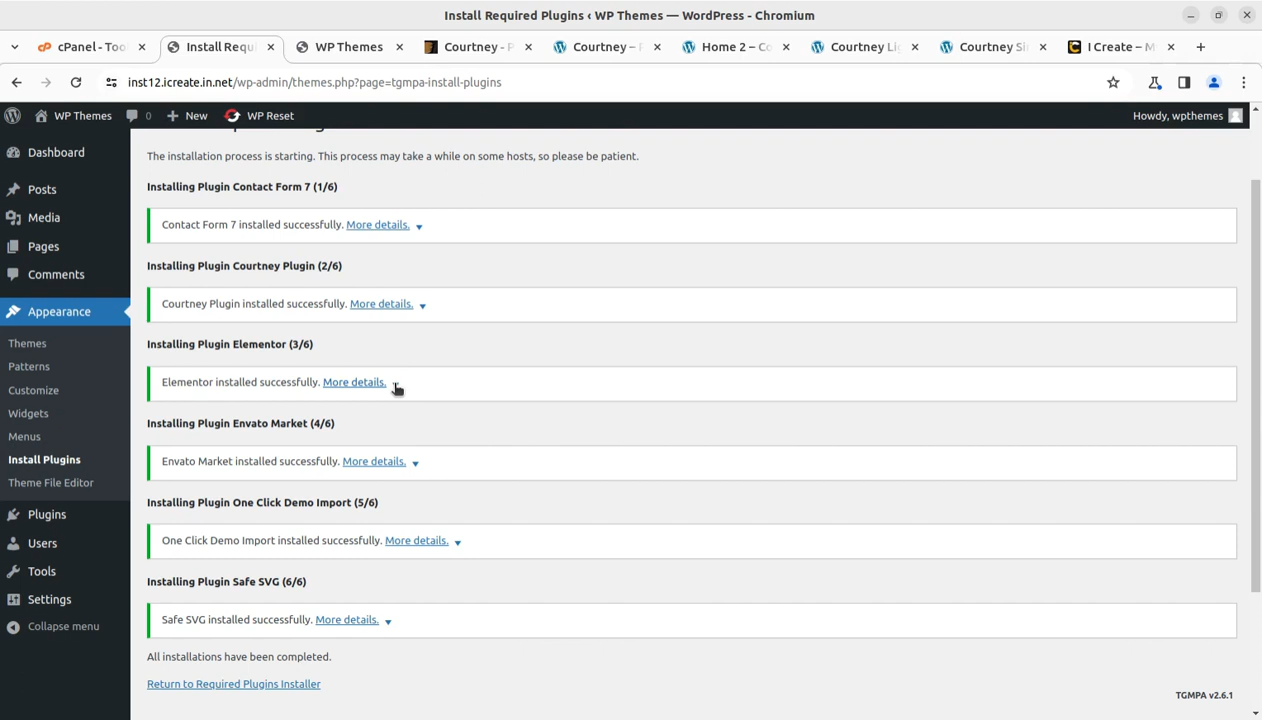 Install Required Plugins ‹ WP Themes — WordPress - Chromium
cPanel - Too
Install Requ
WP Themes
Courtney - P
Courtney –
Home 2 – Co
Courtney Li
Courtney Si
I Create – M
inst12.icreate.in.net/wp-admin/themes.php?page=tgmpa-install-plugins
WP Themes
0
New
WP Reset
Howdy, wpthemes
Dashboard
Posts
Media
Pages
Comments
Appearance
Themes
Patterns
Customize
Widgets
Menus
Install Plugins
Theme File Editor
Plugins
Users
Tools
Settings
Collapse menu
The installation process is starting. This process may take a while on some hosts, so please be patient.
Installing Plugin Contact Form 7 (1/6)
Contact Form 7 installed successfully. More details.
Installing Plugin Courtney Plugin (2/6)
Courtney Plugin installed successfully. More details.
Installing Plugin Elementor (3/6)
Elementor installed successfully. More details.
Installing Plugin Envato Market (4/6)
Envato Market installed successfully. More details.
Installing Plugin One Click Demo Import (5/6)
One Click Demo Import installed successfully. More details.
Installing Plugin Safe SVG (6/6)
Safe SVG installed successfully. More details.
All installations have been completed.
Return to Required Plugins Installer
TGMPA v2.6.1